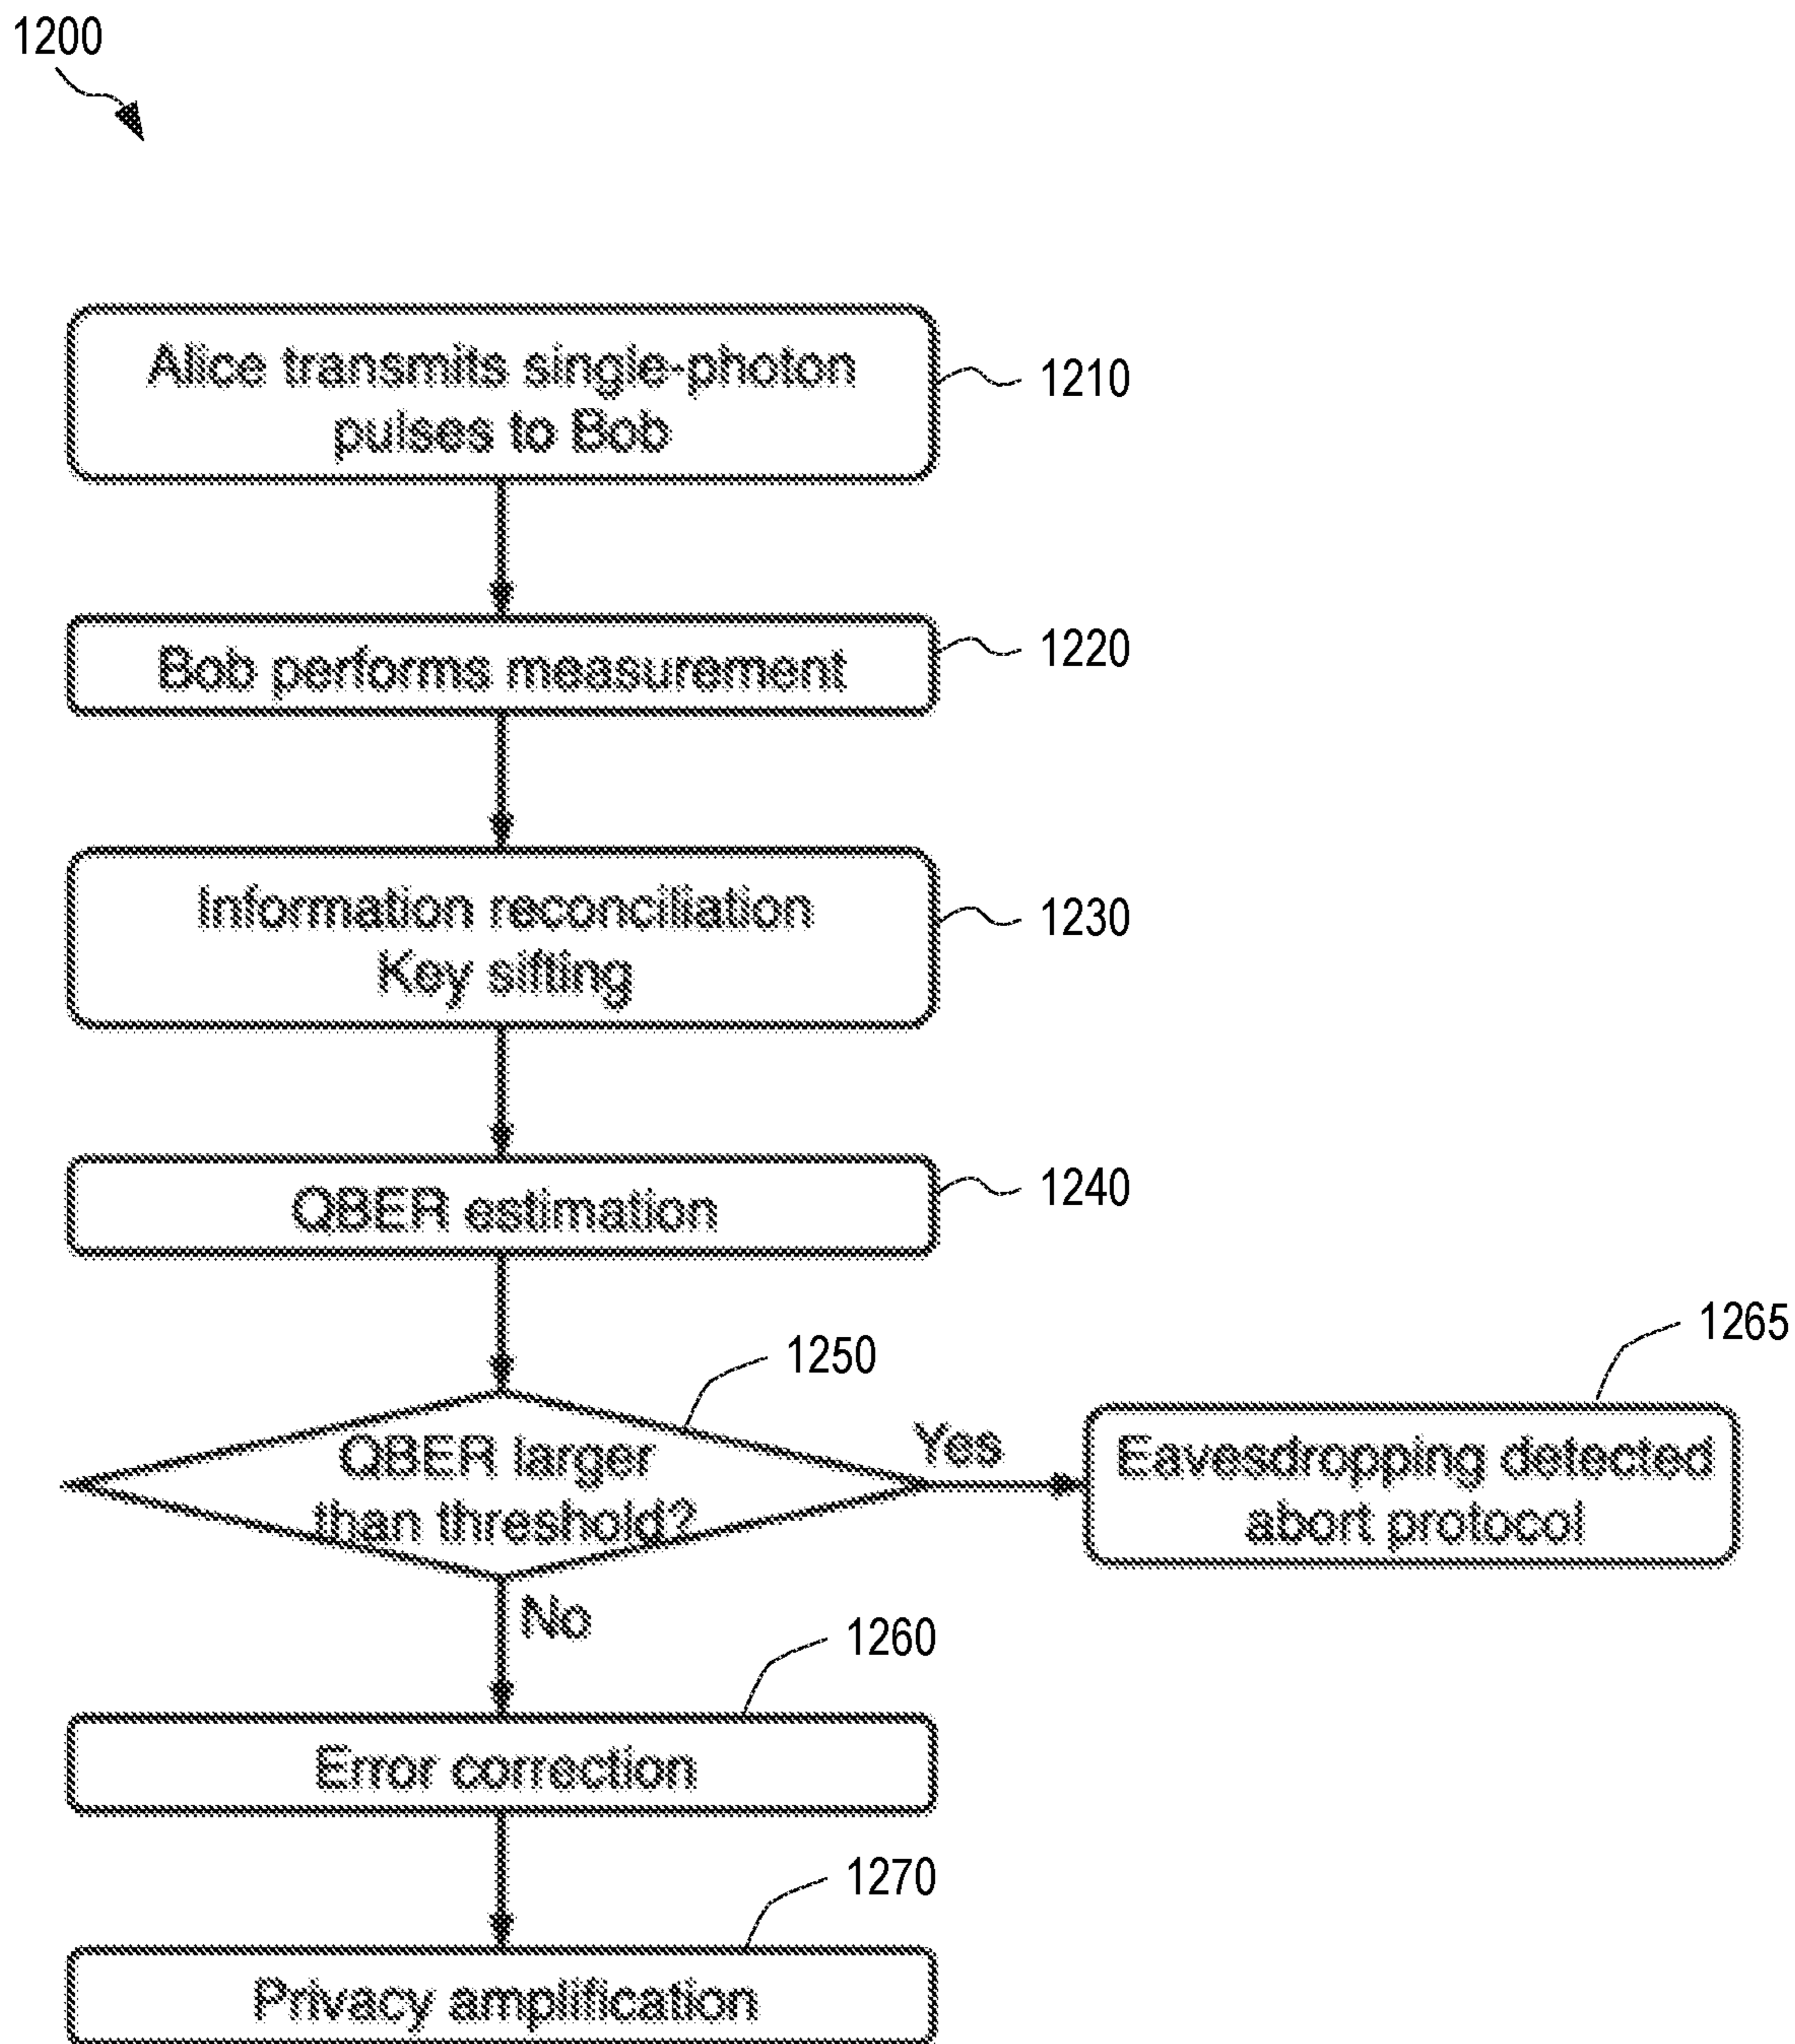 1200
Alice transmits single-photon
pulses to Bob
1210
Bob performs measurement
1220
Information reconciliation
Key sifting
1230
QBER estimation
1240
1250
QBER larger
than threshold?
Yes
1265
Eavesdropping detected
abort protocol
No
1260
Error correction
1270
Privacy amplification